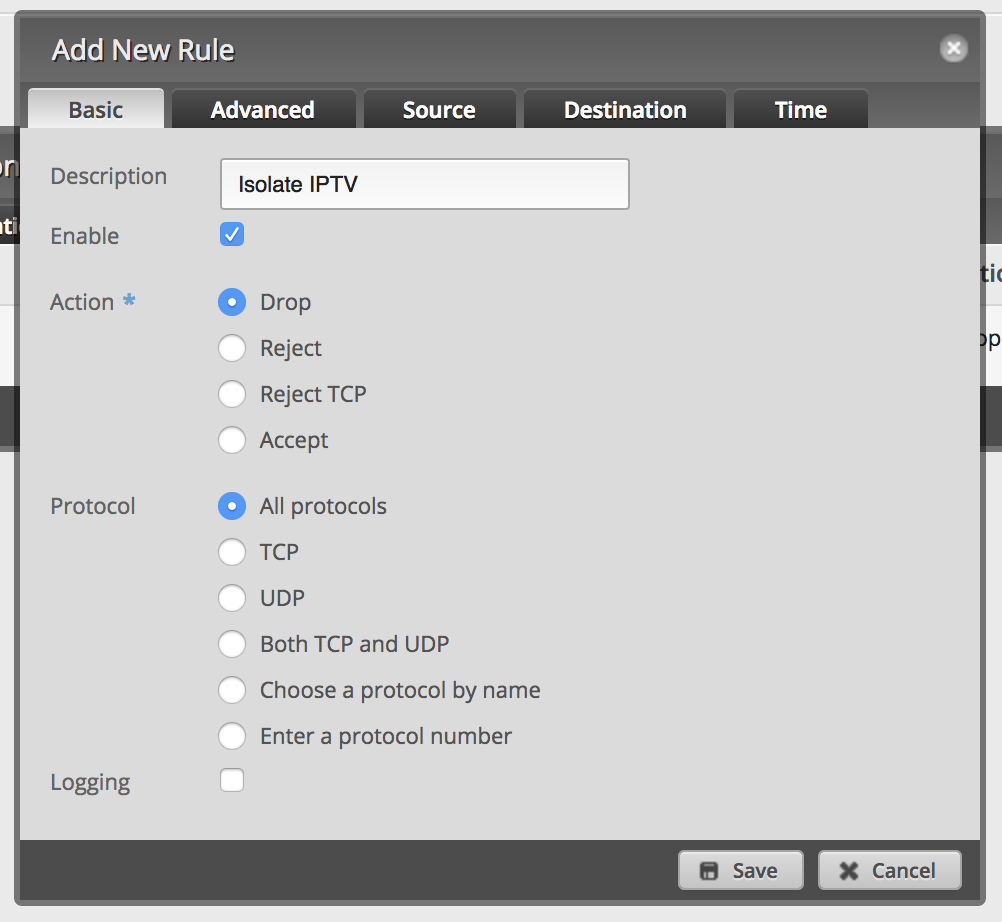 Add New Rule
Basic Advanced Source Destination Time
Description Isolate IPTV
Enable
Action * Drop
Reject
Reject TCP
Accept
Protocol All protocols
TCP
UDP
Both TCP and UDP
Choose a protocol by name
Enter a protocol number
Logging
Save Cancel